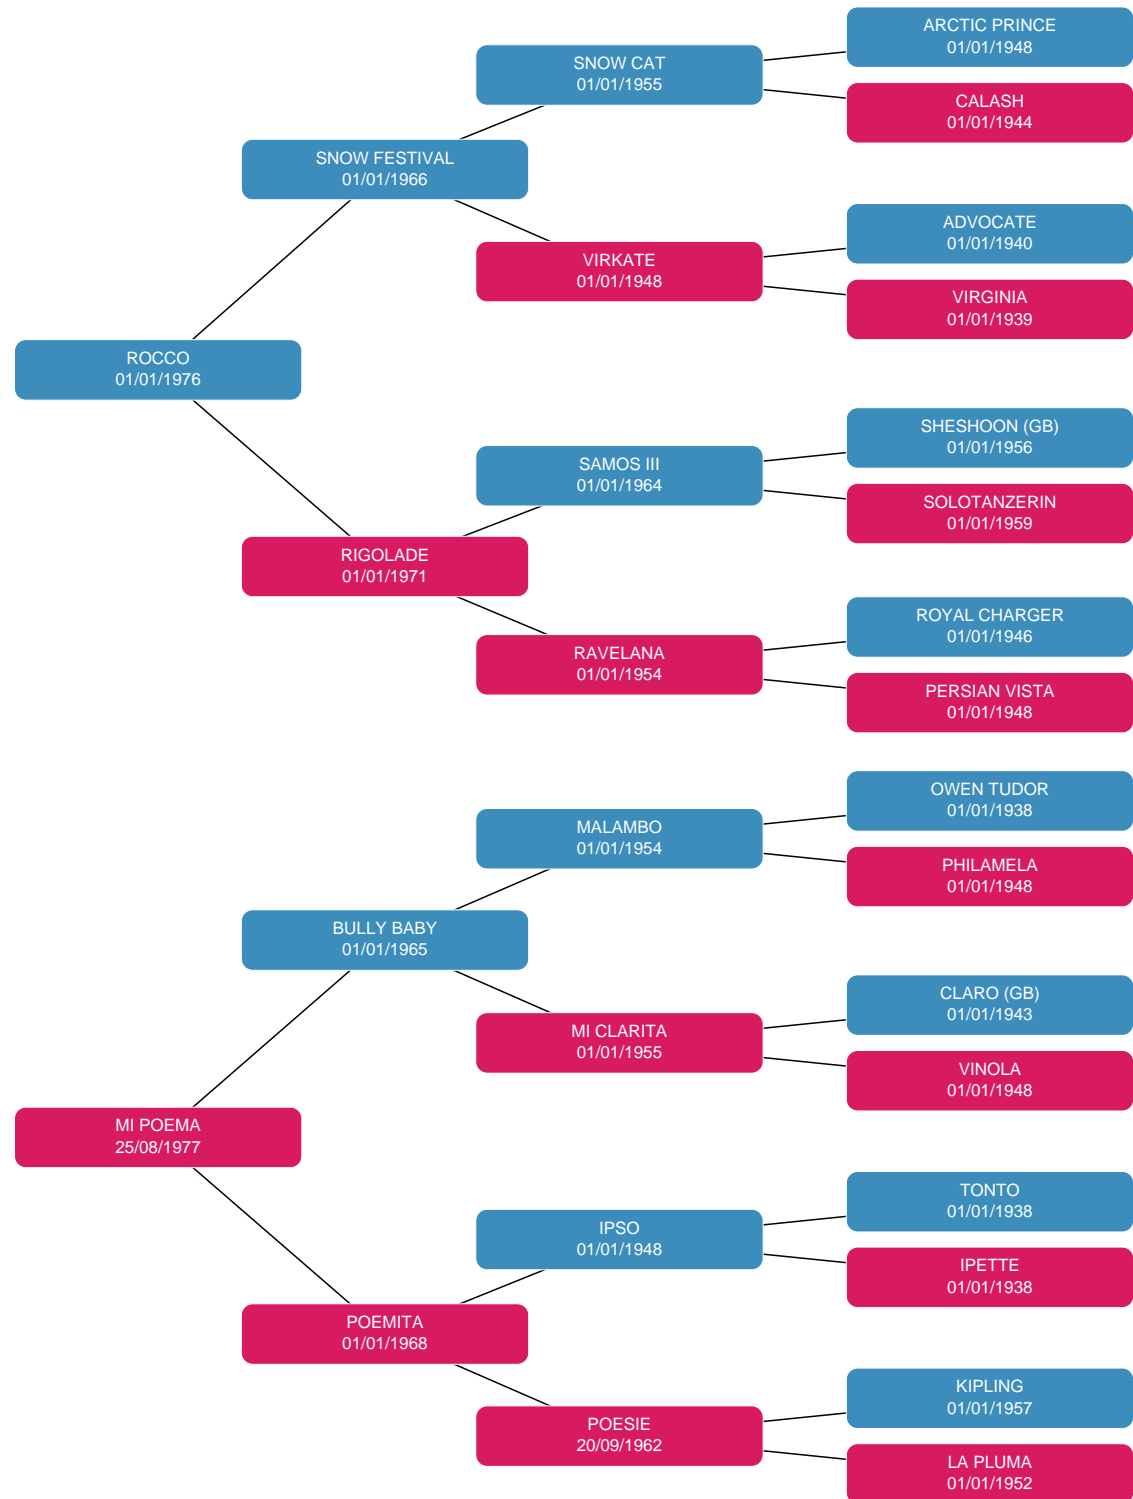 ARCTIC PRINCE
01/01/1948
SNOW CAT
01/01/1955
CALASH
01/01/1944
SNOW FESTIVAL
01/01/1966
ADVOCATE
01/01/1940
VIRKATE
01/01/1948
VIRGINIA
01/01/1939
ROCCO
01/01/1976
SHESHOON (GB)
01/01/1956
SAMOS III
01/01/1964
SOLOTANZERIN
01/01/1959
RIGOLADE
01/01/1971
ROYAL CHARGER
01/01/1946
RAVELANA
01/01/1954
PERSIAN VISTA
01/01/1948
OWEN TUDOR
01/01/1938
MALAMBO
01/01/1954
PHILAMELA
01/01/1948
BULLY BABY
01/01/1965
CLARO (GB)
01/01/1943
MI CLARITA
01/01/1955
VINOLA
01/01/1948
MI POEMA
25/08/1977
TONTO
01/01/1938
IPSO
01/01/1948
IPETTE
01/01/1938
POEMITA
01/01/1968
KIPLING
01/01/1957
POESIE
20/09/1962
LA PLUMA
01/01/1952